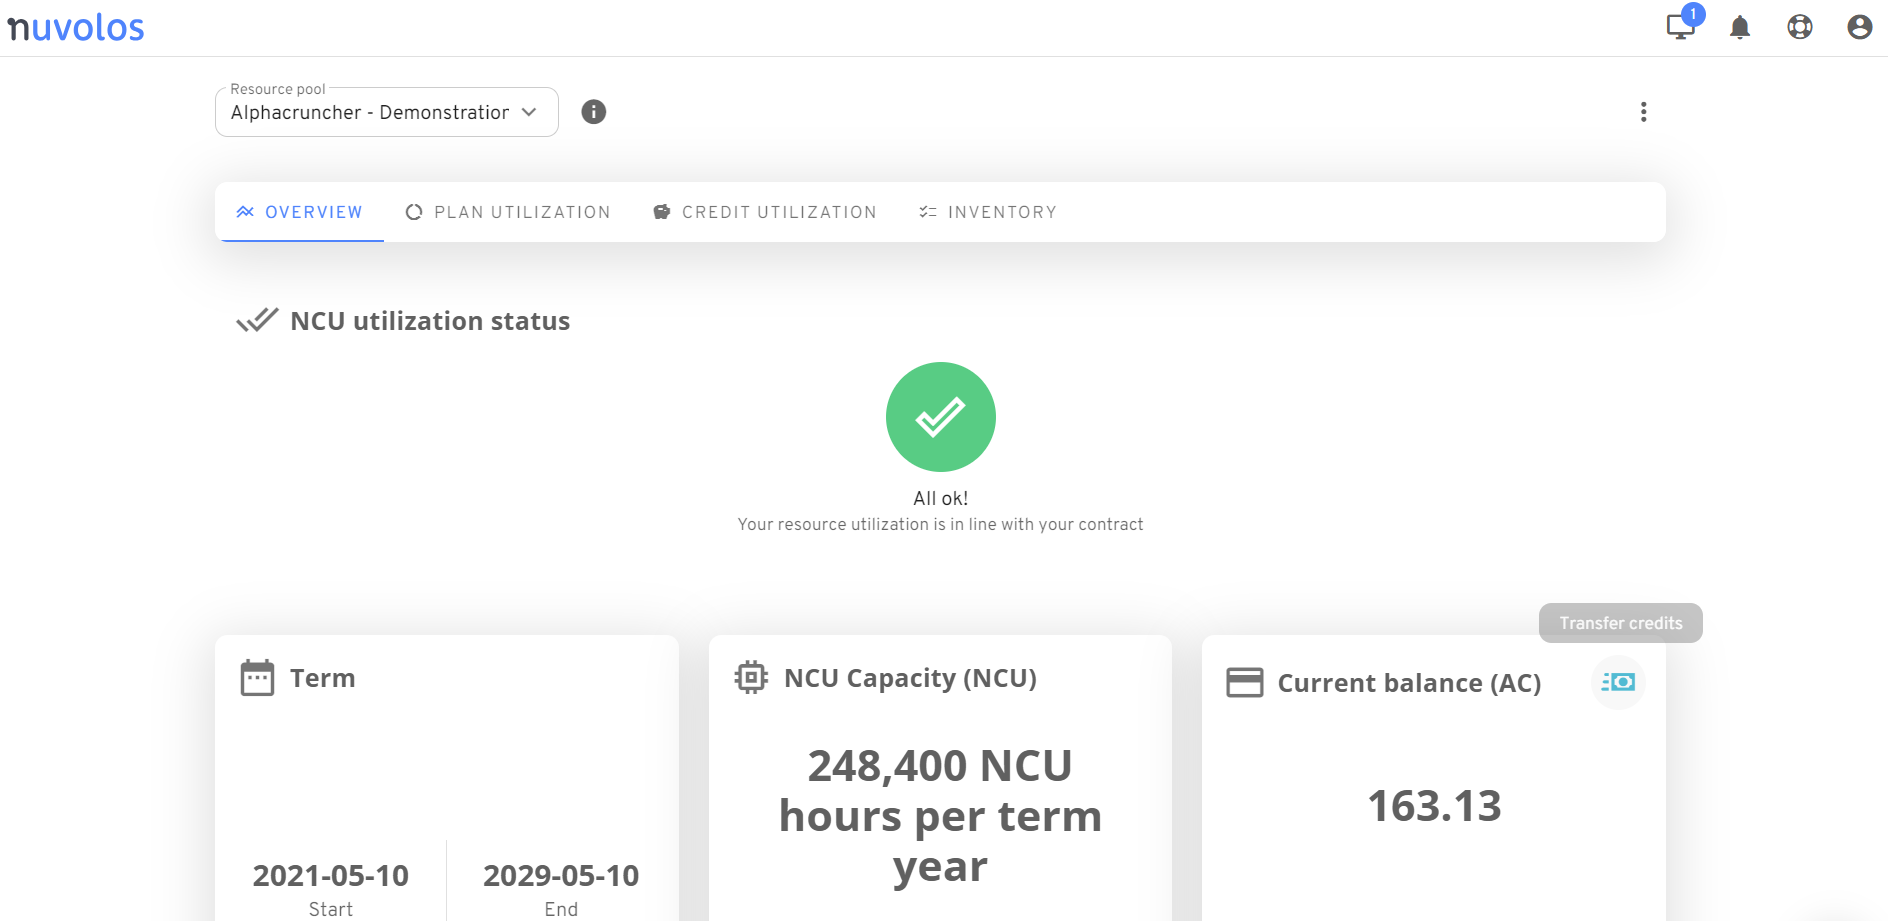 nuvolos
1
Resource pool
Alphacruncher - Demonstration
OVERVIEW
PLAN UTILIZATION
CREDIT UTILIZATION
INVENTORY
NCU utilization status
All ok!
Your resource utilization is in line with your contract
Transfer credits
Term
2021-05-10
Start
2029-05-10
End
NCU Capacity (NCU)
248,400 NCU
hours per term
year
Current balance (AC)
163.13